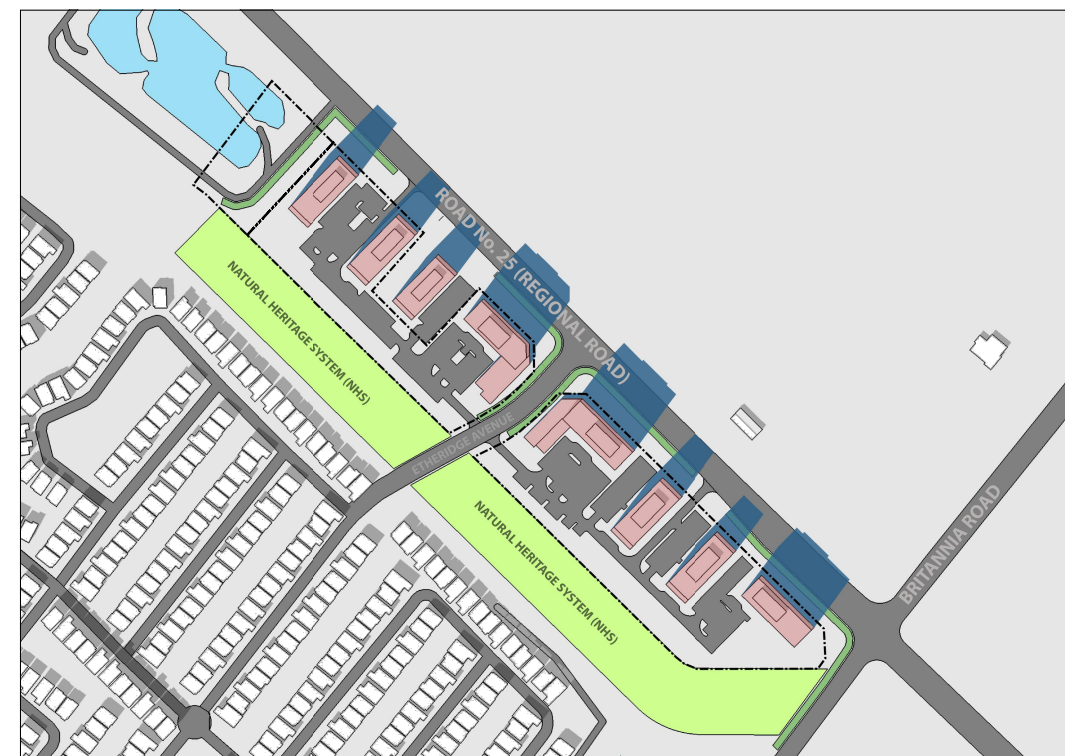 ROAD No. 25 (REGIONAL ROAD)
NATURAL HERITAGE SYSTEM (NHS)
ETHERIDGE AVENUE
NATURAL HERITAGE SYSTEM (NHS)
BRITANNIA ROAD